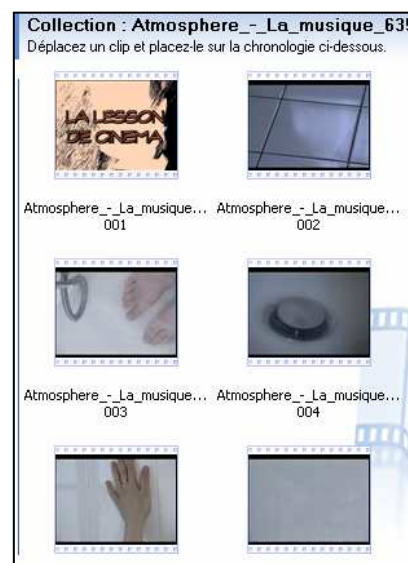 Collection : Atmosphere_-_La_musique_635
Déplacez un clip et placez-le sur la chronologie ci-dessous.
LA LESSON
DE CINEMA
Atmosphere_-_La_musique... Atmosphere_-_La_musique...
001 002
Atmosphere_-_La_musique... Atmosphere_-_La_musique...
003 004